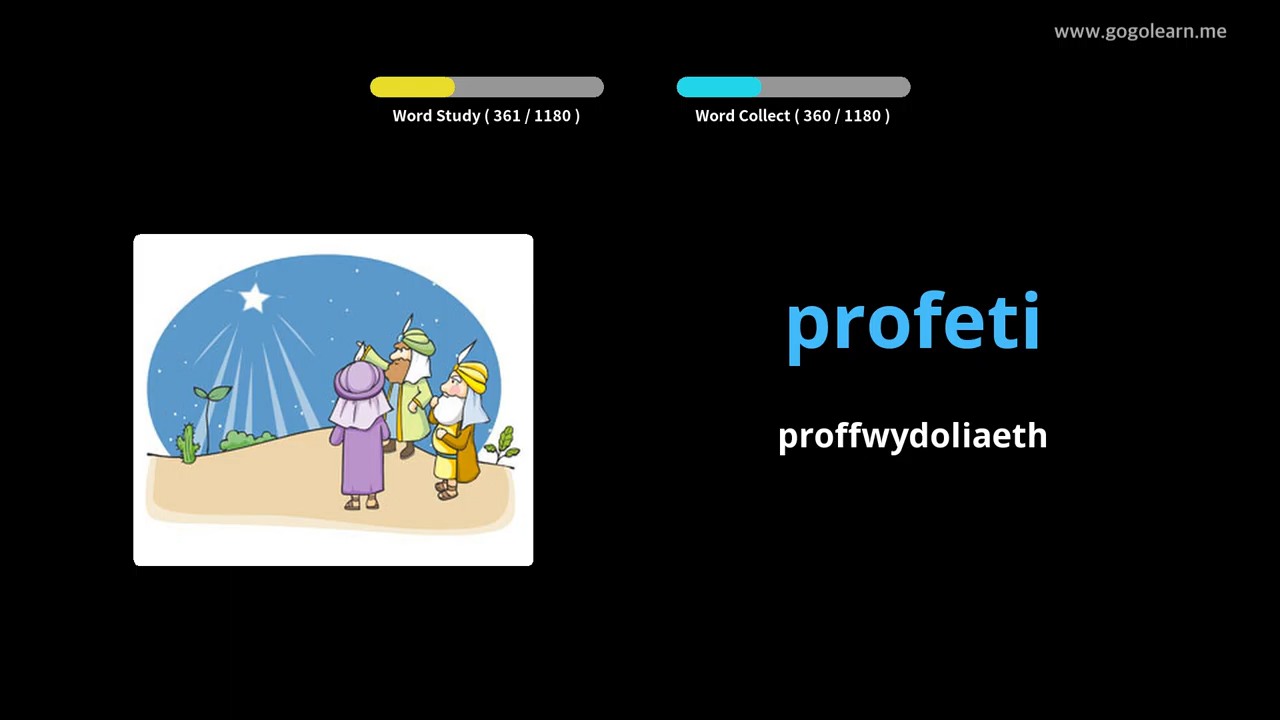 www.gogolearn.me
Word Study ( 361 / 1180 )
Word Collect ( 360 / 1180 )
profeti
proffwydoliaeth